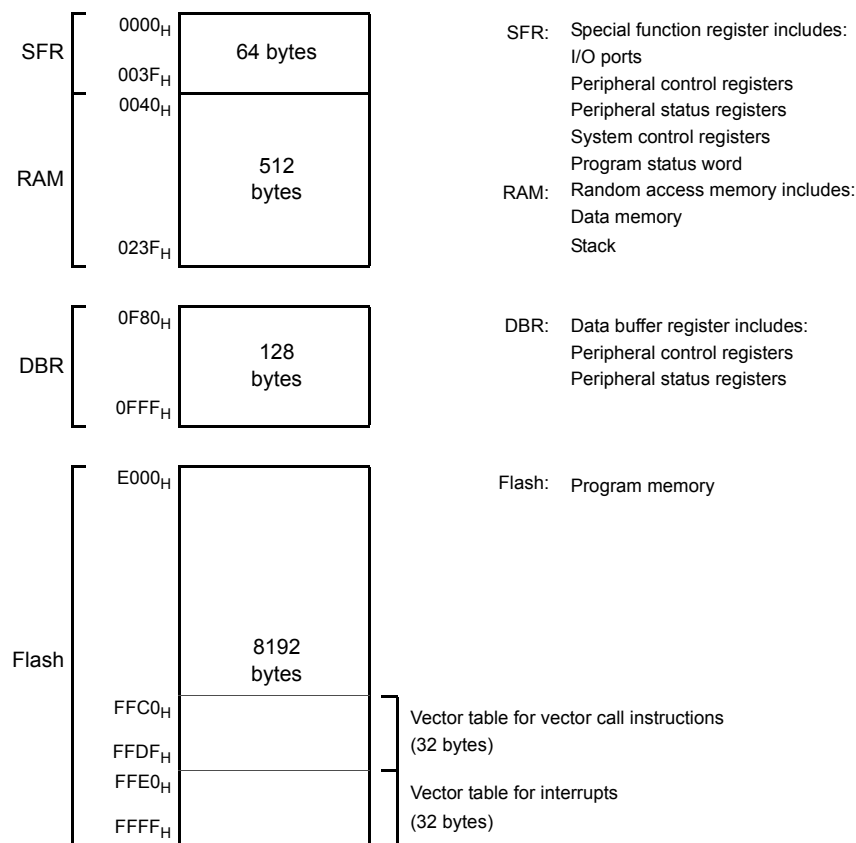 0000H
SFR
64 bytes
003FH
0040H
RAM
512
bytes
023FH
0F80H
DBR
128
bytes
0FFFH
E000H
Flash
8192
bytes
FFC0H
FFDFH
FFE0H
FFFFH
Vector table for vector call instructions
(32 bytes)
Vector table for interrupts
(32 bytes)
SFR: Special function register includes:
I/O ports
Peripheral control registers
Peripheral status registers
System control registers
Program status word
RAM: Random access memory includes:
Data memory
Stack
DBR: Data buffer register includes:
Peripheral control registers
Peripheral status registers
Flash: Program memory